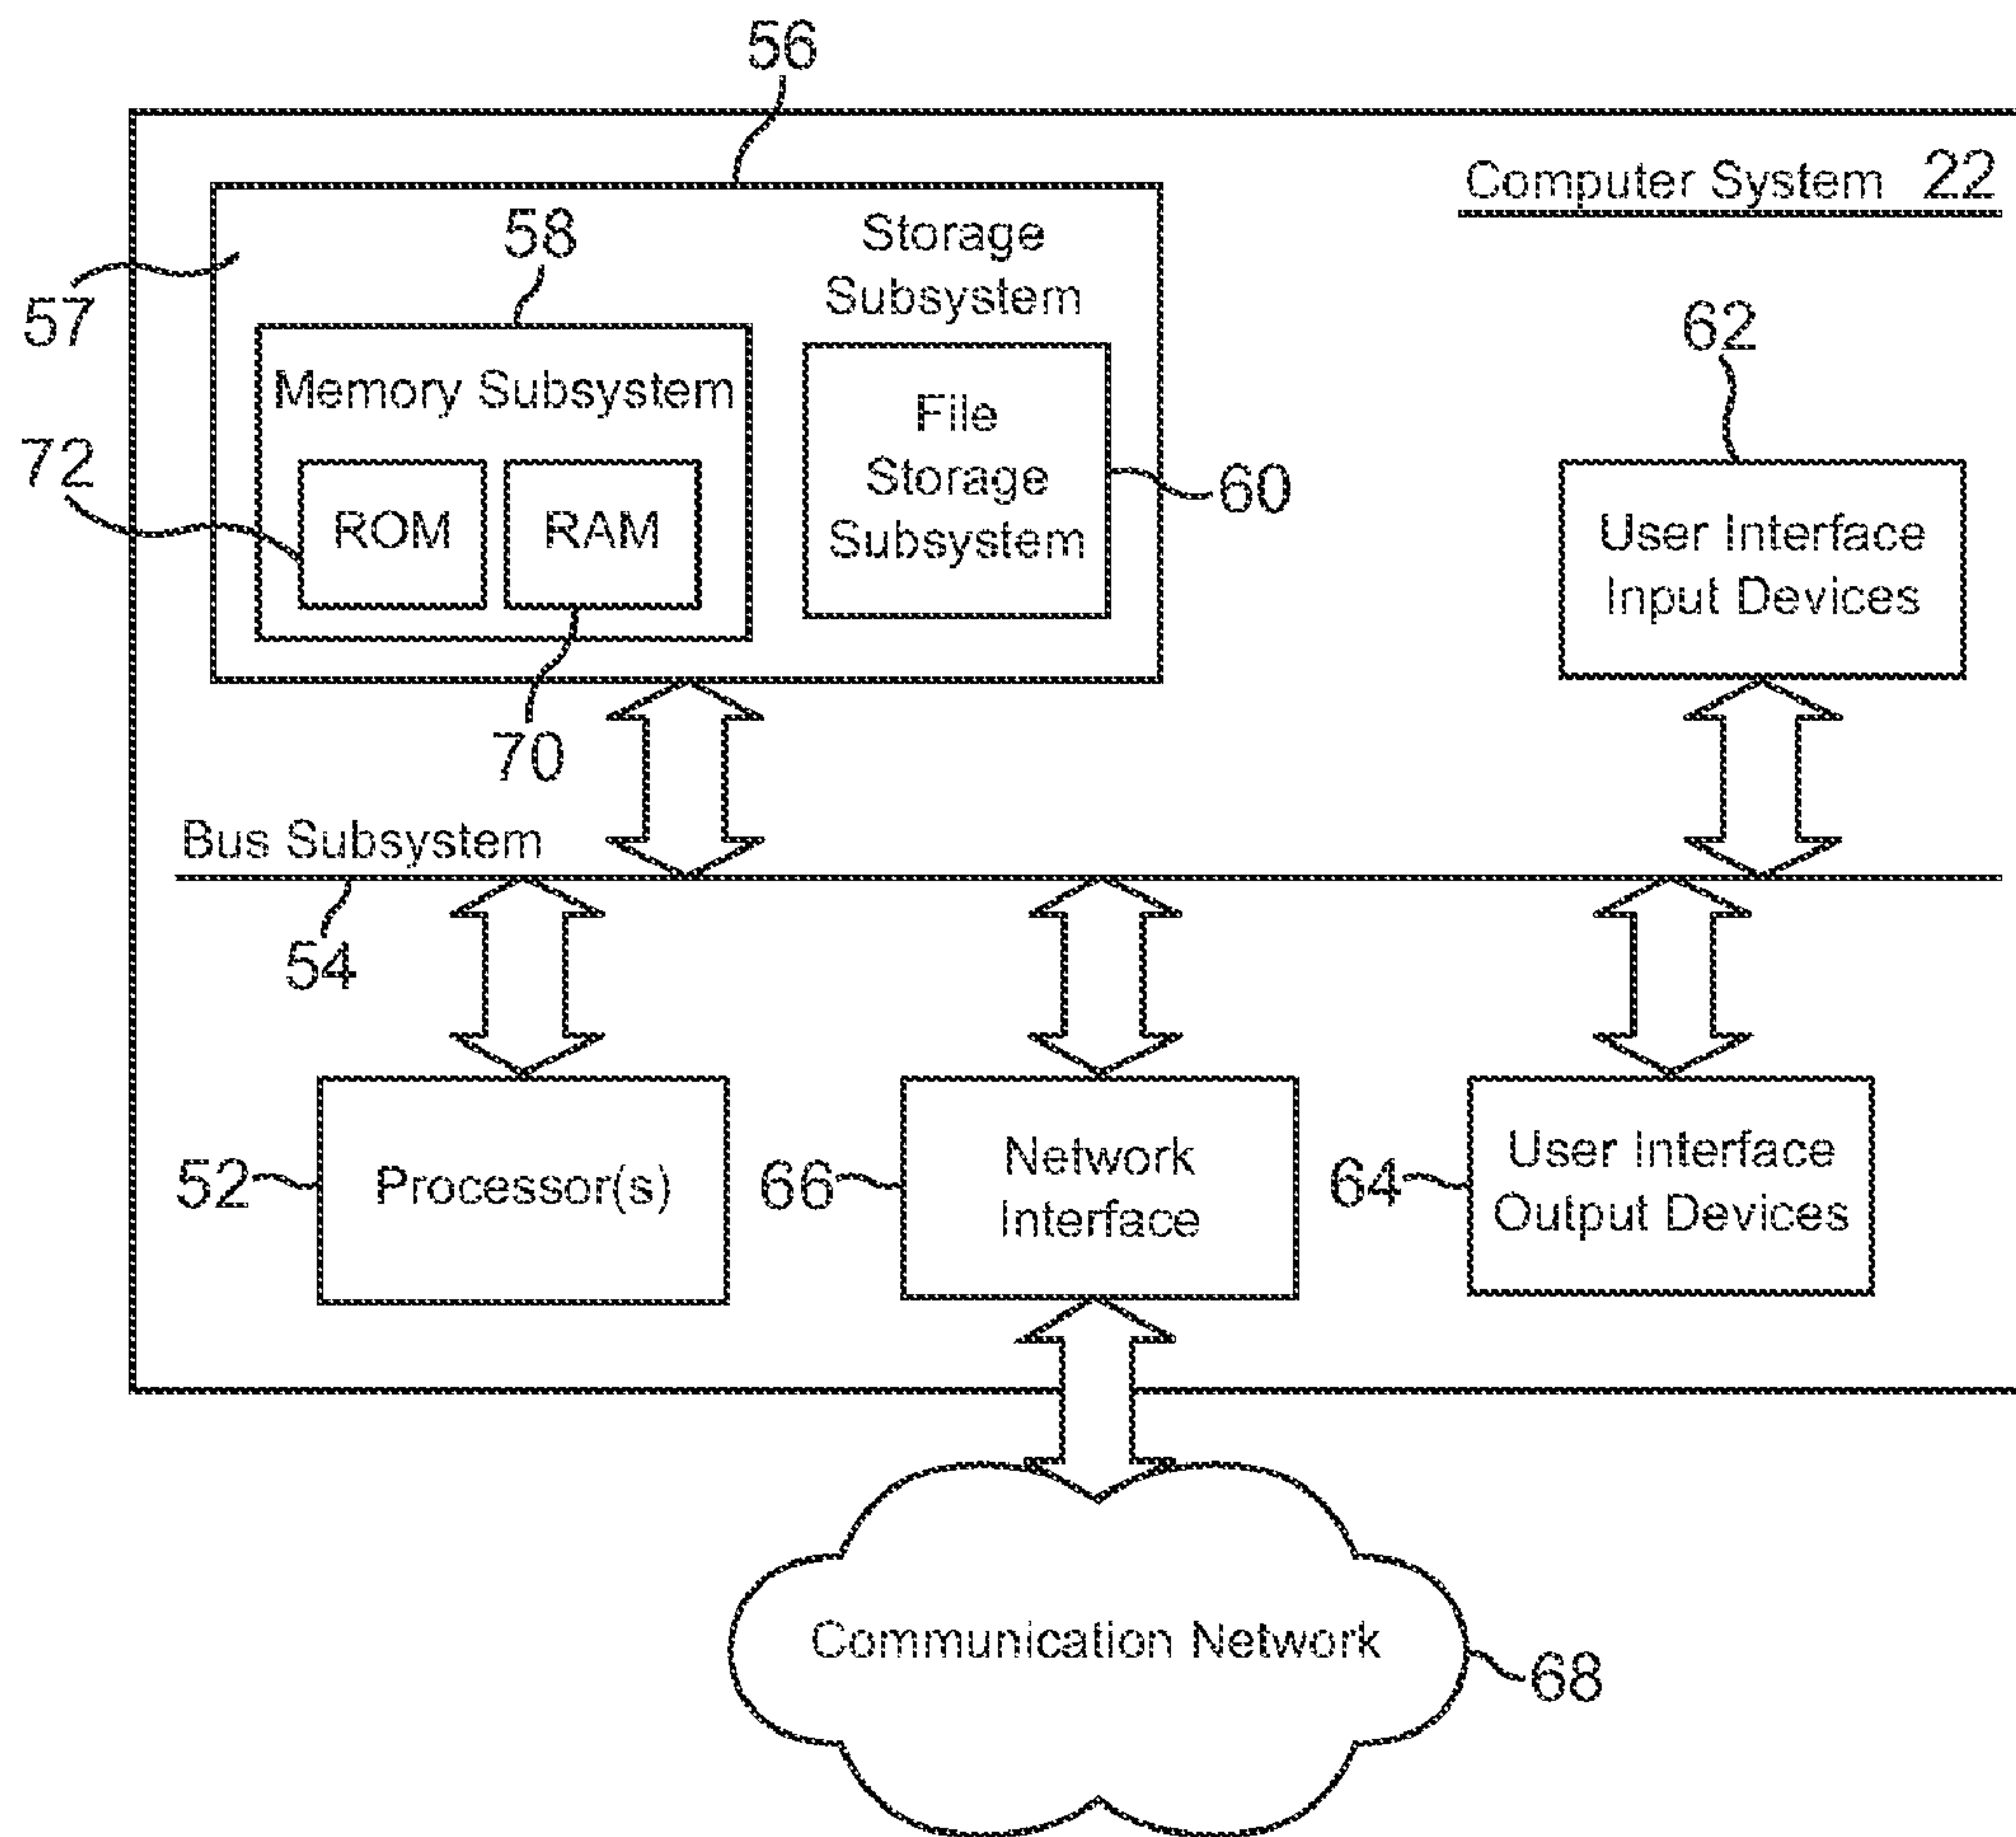 56
Computer System 22
57
58
Storage
Subsystem
Memory Subsystem
72
ROM
RAM
70
File
Storage
Subsystem
60
62
User Interface
Input Devices
Bus Subsystem
54
52
Processor(s)
66
Network
Interface
64
User Interface
Output Devices
Communication Network
68